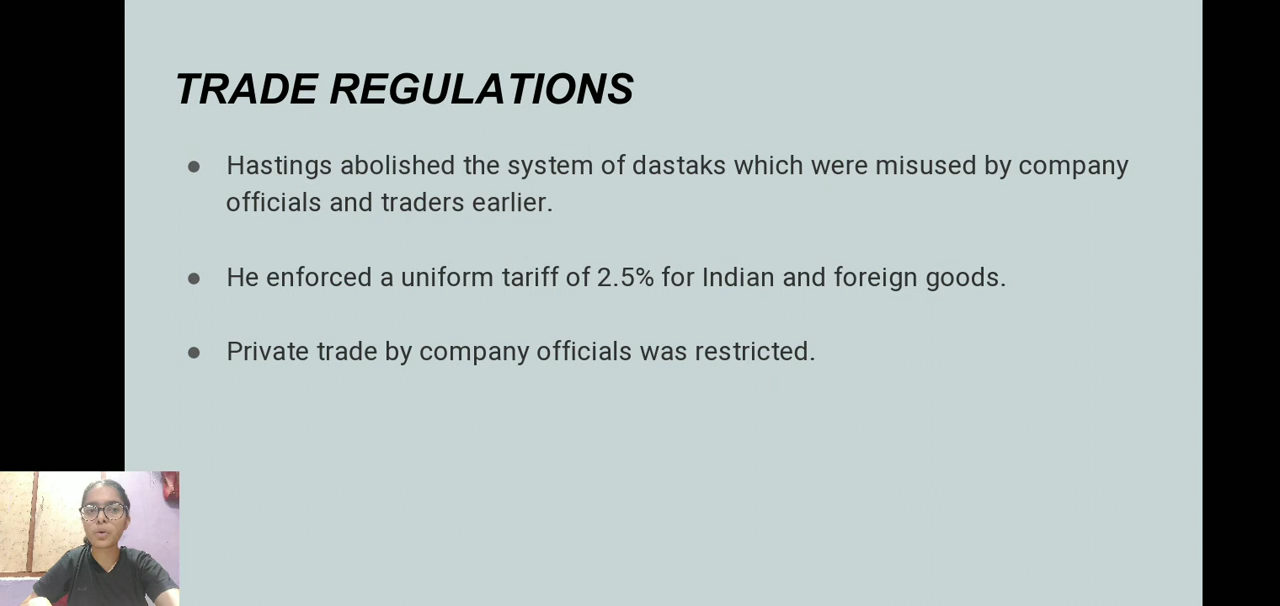 TRADE REGULATIONS
● Hastings abolished the system of dastaks which were misused by company
officials and traders earlier.
● He enforced a uniform tariff of 2.5% for Indian and foreign goods.
● Private trade by company officials was restricted.